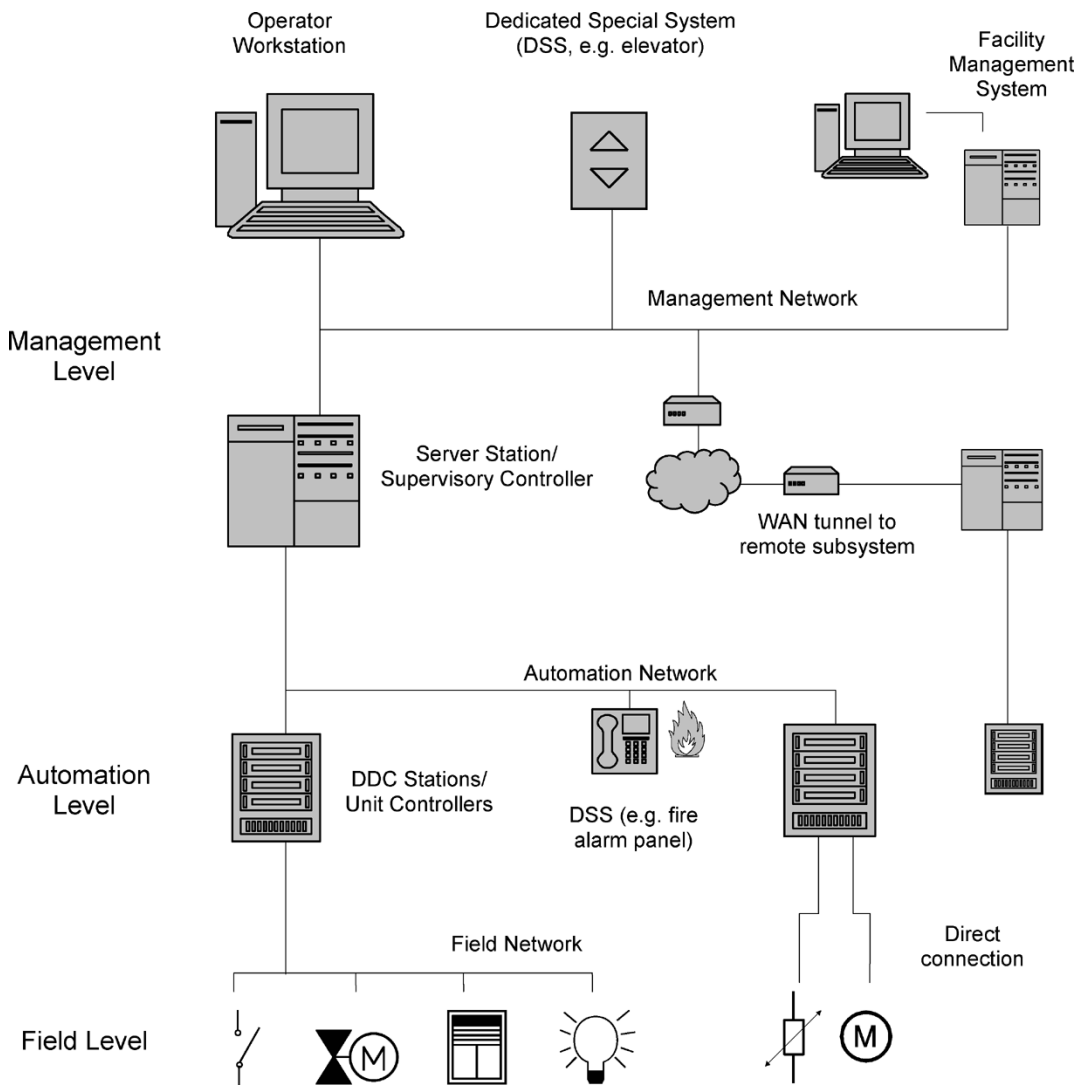 Operator
Workstation
Dedicated Special System
(DSS, e.g. elevator)
Facility
Management
System
Management Network
Management
Level
Server Station/
Supervisory Controller
WAN tunnel to
remote subsystem
Automation Network
Automation
Level
DDC Stations/
Unit Controllers
DSS (e.g. fire
alarm panel)
Field Network
Direct
connection
Field Level
M
M